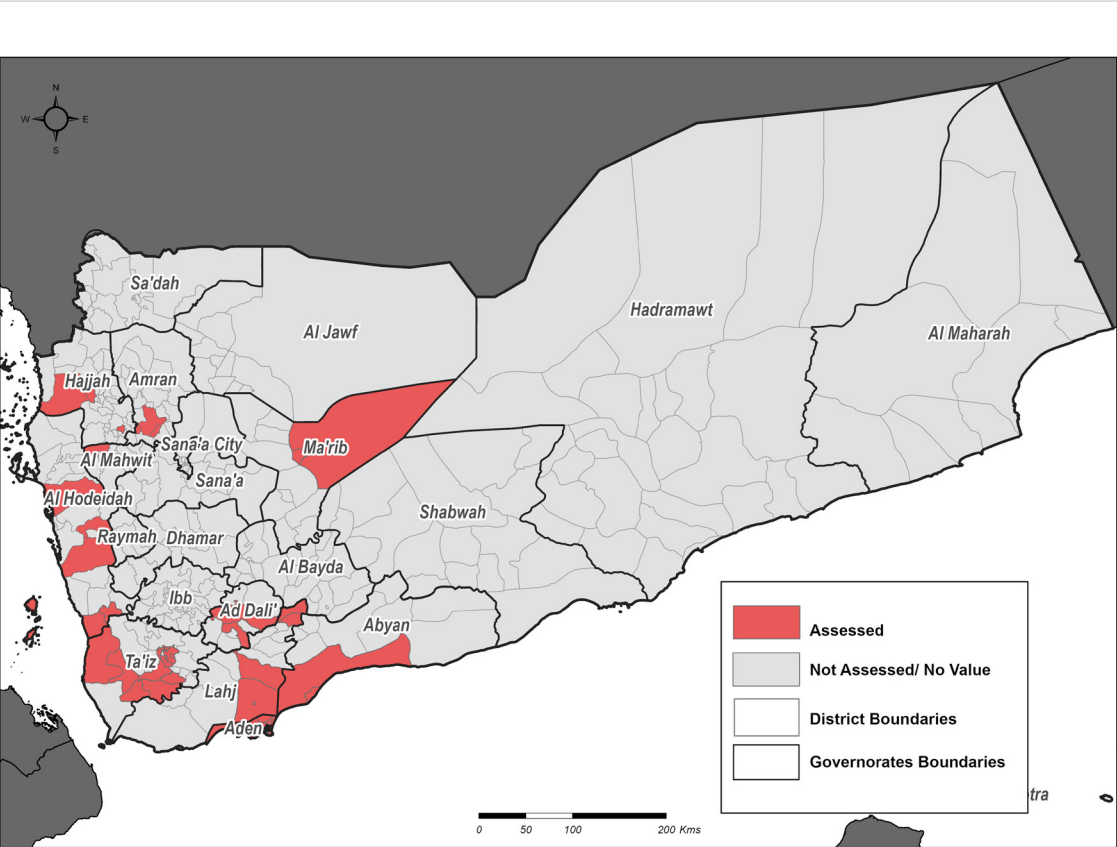 N
W E
S
Sa'dah
Al Jawf
Hadramawt
Al Maharah
Hajjah
Amran
Sana'a City
Ma'rib
Al Mahwit
Sana'a
Al Hodeidah
Shabwah
Raymah
Dhamar
Al Bayda
Ibb
Ad Dali'
Abyan
Ta'iz
Lahj
Aden
Assessed
Not Assessed/ No Value
District Boundaries
Governorates Boundaries
tra
0 50 100 200 Kms